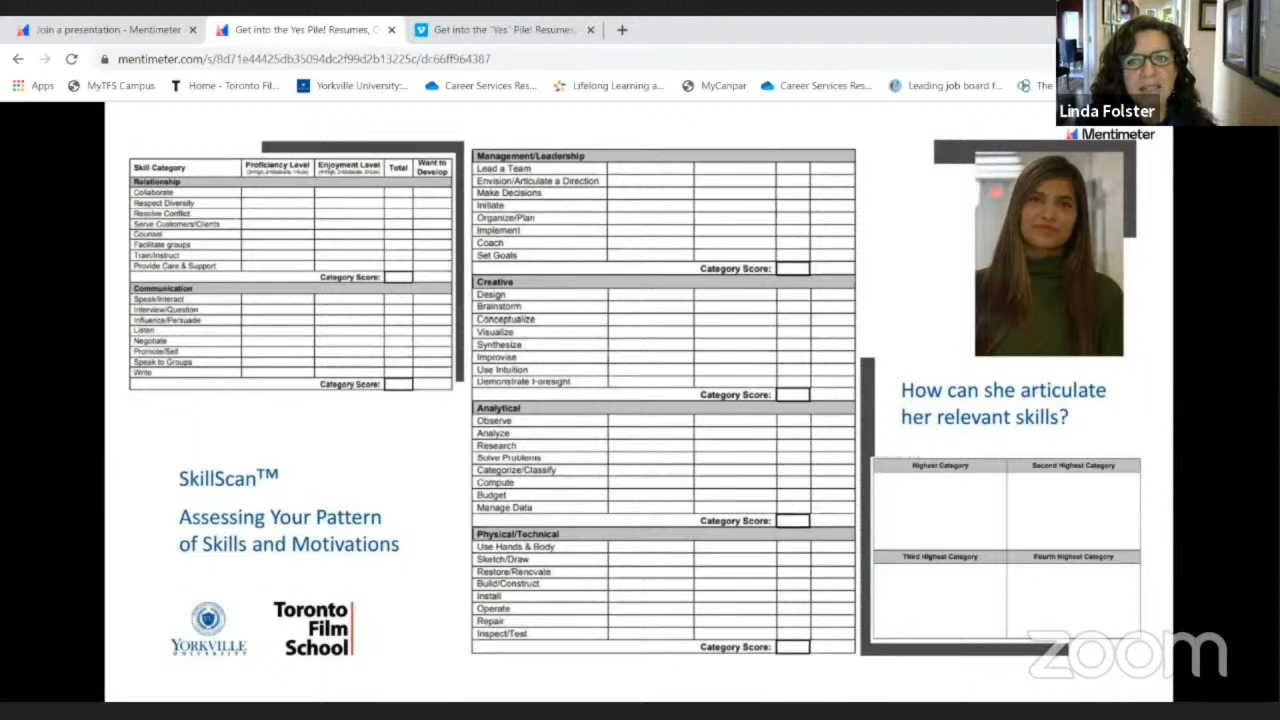 Join a presentation - Mentimeter
Get into the Yes Pile! Resumes, C
Get into the "Yes" Pile! Resumes,
mentimeter.com/s/8d71e44425db35094dc2f99d2b13225c/dc66ff964387
Apps
MyTFS Campus
Home - Toronto Fil...
Yorkville University:...
Career Services Res...
Lifelong Learning a...
MyCanpar
Career Services Res...
Leading job board f...
The
Linda Folster
Mentimeter
Skill Category
Proficiency Level
Enjoyment Level
Total
Want to
Develop
Relationship
Collaborate
Respect Diversity
Resolve Conflict
Serve Customers/Clients
Counsel
Facilitate groups
Train/Instruct
Provide Care & Support
Category Score:
Communication
Speak/Interact
Interview/Question
Influence/Persuade
Listen
Negotiate
Promote/Sell
Speak to Groups
Write
Category Score:
Management/Leadership
Lead a Team
Envision/Articulate a Direction
Make Decisions
Initiate
Organize/Plan
Implement
Coach
Set Goals
Category Score:
Creative
Design
Brainstorm
Conceptualize
Visualize
Synthesize
Improvise
Use Intuition
Demonstrate Foresight
Category Score:
Analytical
Observe
Analyze
Research
Solve Problems
Categorize/Classify
Compute
Budget
Manage Data
Category Score:
Physical/Technical
Use Hands & Body
Sketch/Draw
Restore/Renovate
Build/Construct
Install
Operate
Repair
Inspect/Test
Category Score:
How can she articulate
her relevant skills?
Highest Category
Second Highest Category
Third Highest Category
Fourth Highest Category
SkillScan™
Assessing Your Pattern
of Skills and Motivations
YORKVILLE
UNIVERSITY
Toronto
Film
School
zoom